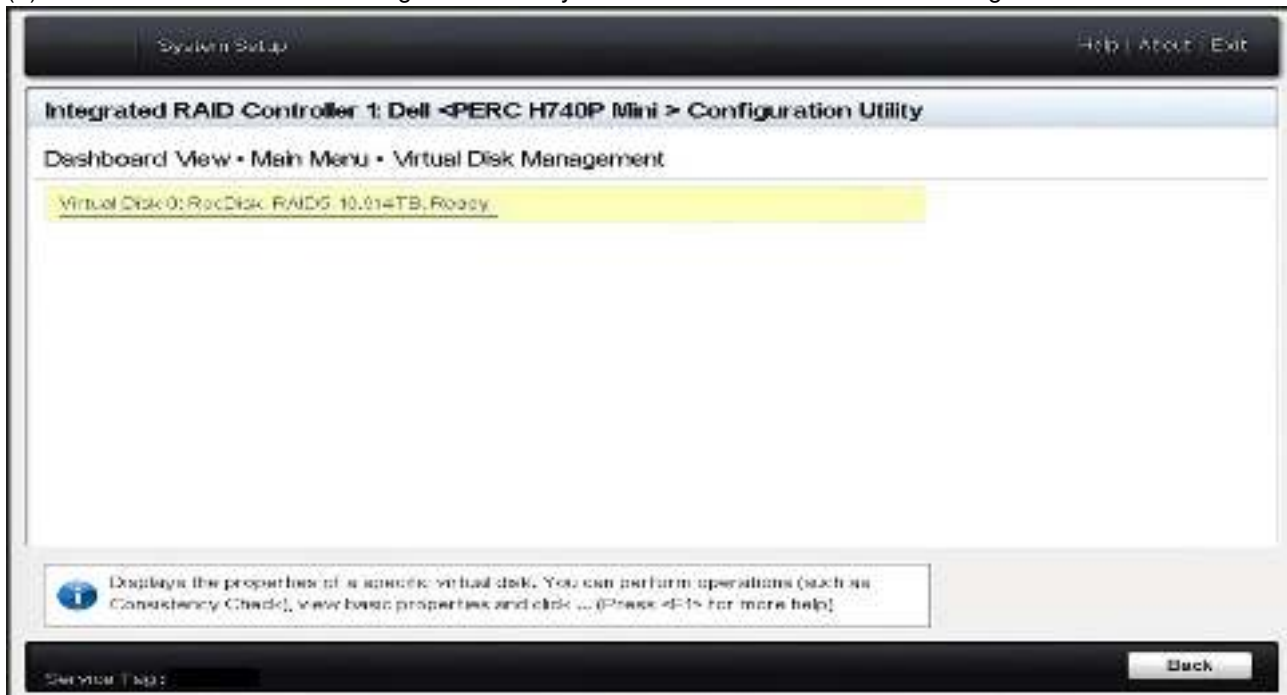 System Setup
Help | About | Exit
Integrated RAID Controller 1: Dell <PERC H740P Mini > Configuration Utility
Dashboard View • Main Menu • Virtual Disk Management
Virtual Disk 0: RecDisk, RAID5, 10.914TB, Ready
Displays the properties of a specific virtual disk. You can perform operations (such as
Consistency Check), view basic properties and click ... (Press <F1> for more help)
Back
Service Tag: